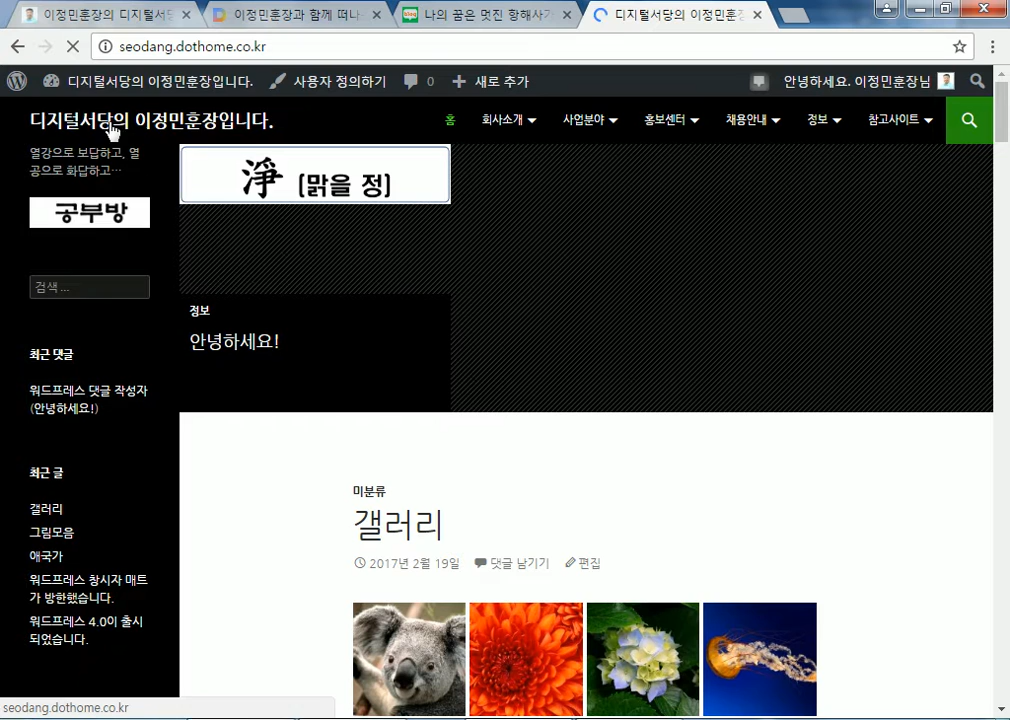 이정민훈장의 디지털서당
이정민훈장과 함께 떠나
나의 꿈은 멋진 항해사가
디지털서당의 이정민훈장
seodang.dothome.co.kr
디지털서당의 이정민훈장입니다.
사용자 정의하기
0
새로 추가
안녕하세요. 이정민훈장님
디지털서당의 이정민훈장입니다.
홈
회사소개
사업분야
홍보센터
채용안내
정보
참고사이트
열강으로 보답하고, 열
공으로 화답하고…
공부방
검색 ...
최근 댓글
워드프레스 댓글 작성자
(안녕하세요!)
최근 글
갤러리
그림모음
애국가
워드프레스 창시자 매트
가 방한했습니다.
워드프레스 4.0이 출시
되었습니다.
淨 [맑을 정]
정보
안녕하세요!
미분류
갤러리
2017년 2월 19일
댓글 남기기
편집
seodang.dothome.co.kr